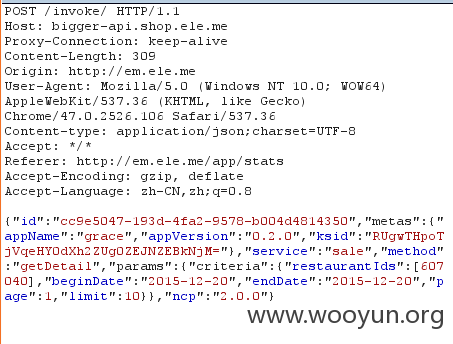 POST /invoke/ HTTP/1.1
Host: bigger-api.shop.ele.me
Proxy-Connection: keep-alive
Content-Length: 309
Origin: http://em.ele.me
User-Agent: Mozilla/5.0 (Windows NT 10.0; WOW64)
AppleWebKit/537.36 (KHTML, like Gecko)
Chrome/47.0.2526.106 Safari/537.36
Content-type: application/json;charset=UTF-8
Accept: */*
Referer: http://em.ele.me/app/stats
Accept-Encoding: gzip, deflate
Accept-Language: zh-CN,zh;q=0.8
{"id":"cc9e5047-193d-4fa2-9578-b004d4814350","metas":{"
appName":"grace","appVersion":"0.2.0","ksid":"RUgwTHpoT
jVqeHYOdXh2ZUg0ZEJNZEBkNjM="},"service":"sale","method"
:"getDetail","params":{"criteria":{"restaurantIds":[607
040],"beginDate":"2015-12-20","endDate":"2015-12-20","p
age":1,"limit":10}},"ncp":"2.0.0"}
www.wooyun.org